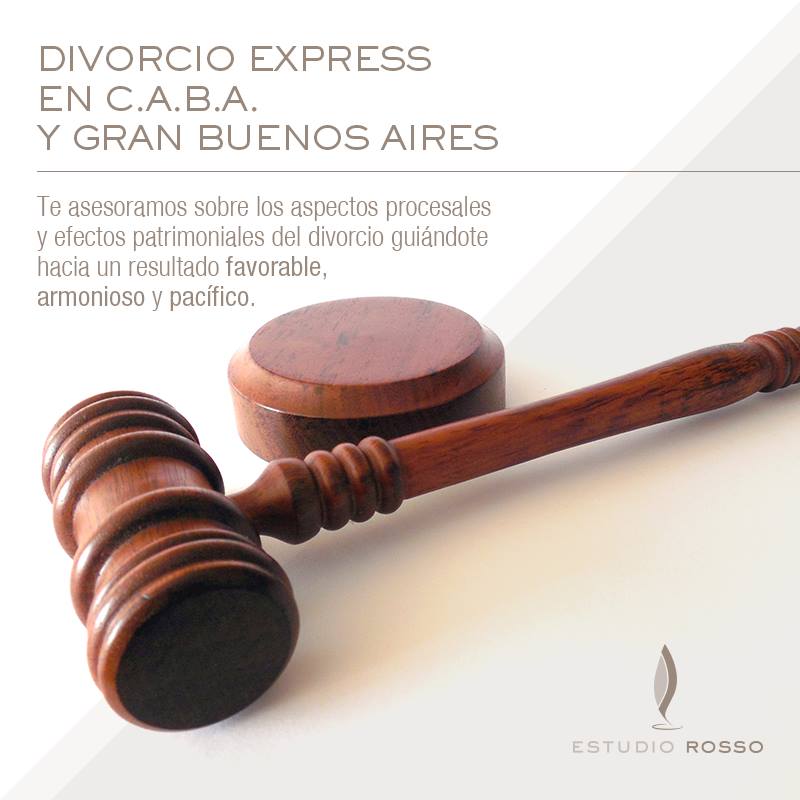 DIVORCIO EXPRESS
EN C.A.B.A.
Y GRAN BUENOS AIRES
Te asesoramos sobre los aspectos procesales
y efectos patrimoniales del divorcio guiándote
hacia un resultado favorable,
armonioso y pacífico.
ESTUDIO ROSSO